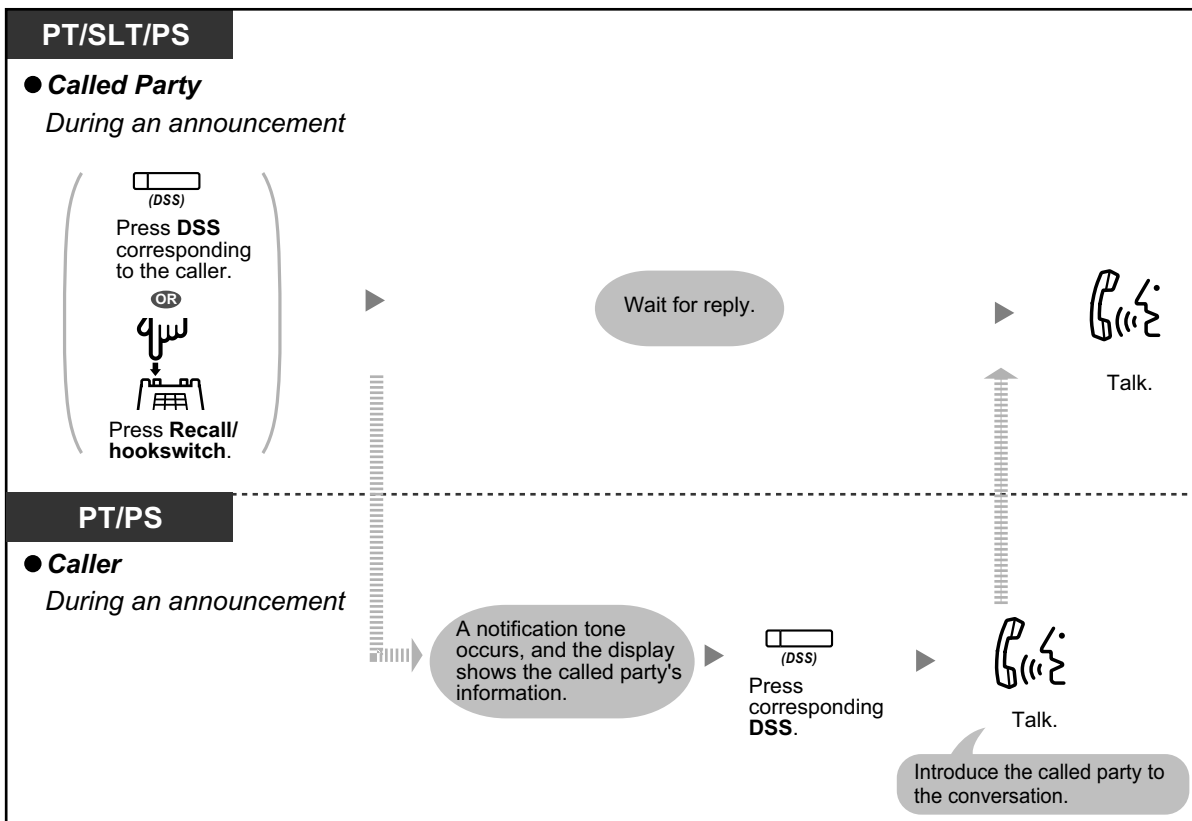 PT/SLT/PS
Called Party
During an announcement
(DSS)
Press DSS
corresponding
to the caller.
OR
Press Recall/
hookswitch.
Wait for reply.
Talk.
PT/PS
Caller
During an announcement
A notification tone
occurs, and the display
shows the called party's
information.
(DSS)
Press
corresponding
DSS.
Talk.
Introduce the called party to
the conversation.